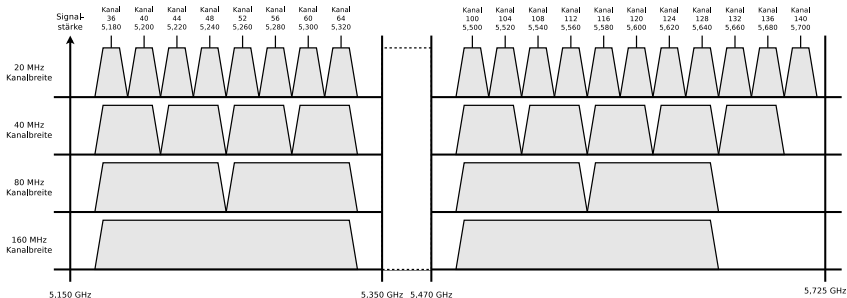 Signal-
stärke
Kanal Kanal Kanal Kanal Kanal Kanal Kanal Kanal
36 40 44 48 52 56 60 64
5,180 5,200 5,220 5,240 5,260 5,280 5,300 5,320
Kanal Kanal Kanal Kanal Kanal Kanal Kanal Kanal Kanal Kanal Kanal
100 104 108 112 116 120 124 128 132 136 140
5,500 5,520 5,540 5,560 5,580 5,600 5,620 5,640 5,660 5,680 5,700
20 MHz
Kanalbreite
40 MHz
Kanalbreite
80 MHz
Kanalbreite
160 MHz
Kanalbreite
5,150 GHz 5,350 GHz 5,470 GHz 5,725 GHz